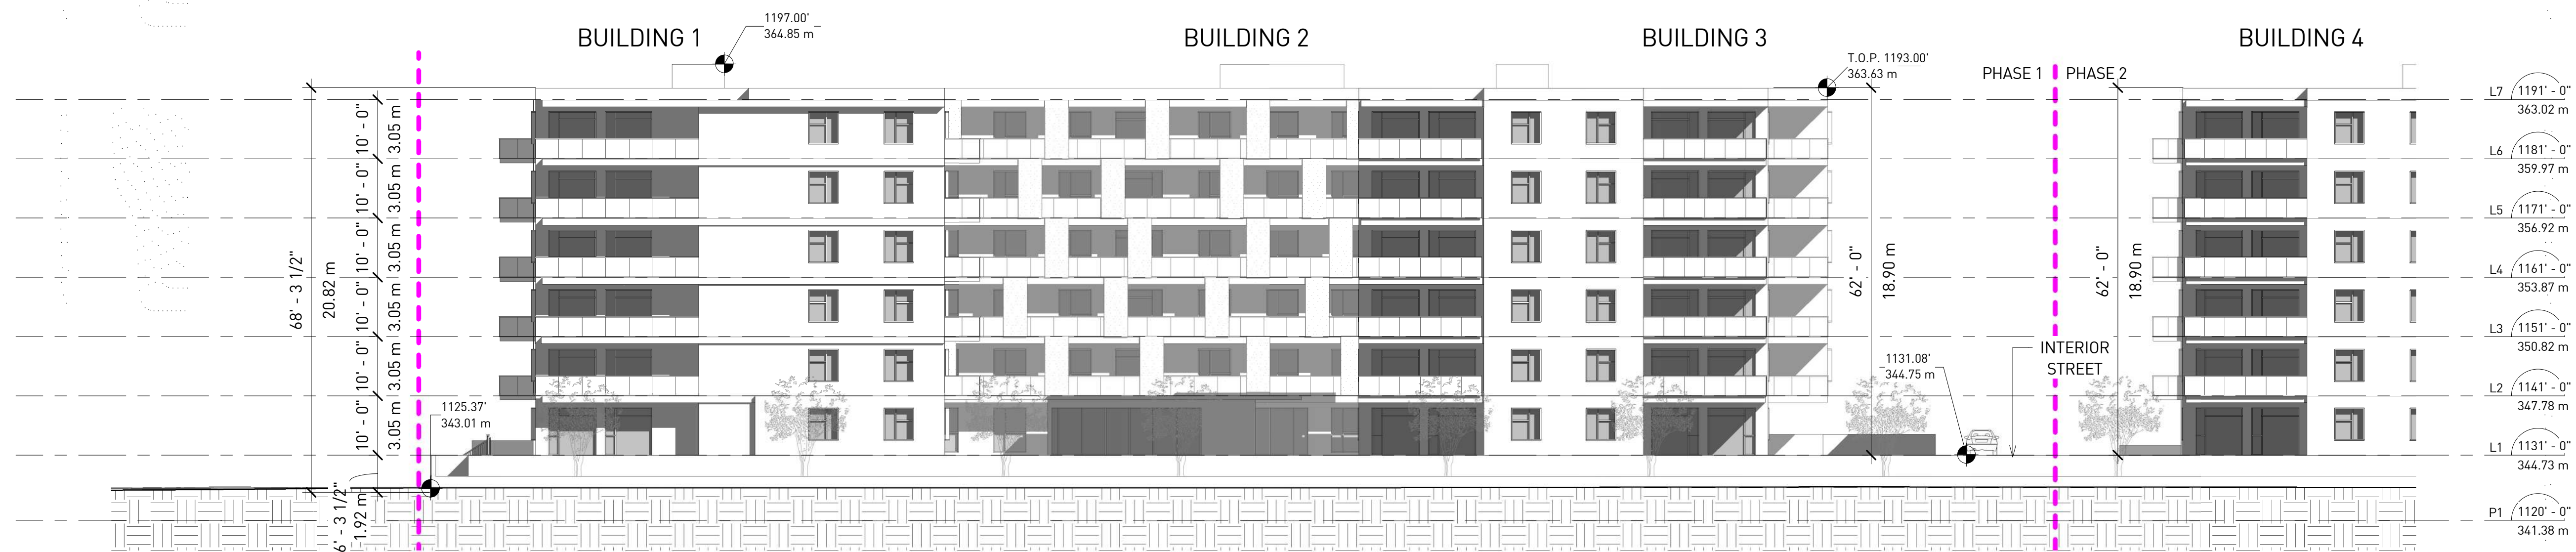 BUILDING 1
1197.00'
364.85 m
BUILDING 2
BUILDING 3
T.O.P. 1193.00'
363.63 m
PHASE 1
PHASE 2
BUILDING 4
68' - 3 1/2"
20.82 m
10' - 0"
3.05 m
10' - 0"
3.05 m
10' - 0"
3.05 m
10' - 0"
3.05 m
10' - 0"
3.05 m
10' - 0"
3.05 m
6' - 3 1/2"
1.92 m
1125.37'
343.01 m
62' - 0"
18.90 m
1131.08'
344.75 m
INTERIOR
STREET
62' - 0"
18.90 m
L7 1191' - 0"
363.02 m
L6 1181' - 0"
359.97 m
L5 1171' - 0"
356.92 m
L4 1161' - 0"
353.87 m
L3 1151' - 0"
350.82 m
L2 1141' - 0"
347.78 m
L1 1131' - 0"
344.73 m
P1 1120' - 0"
341.38 m